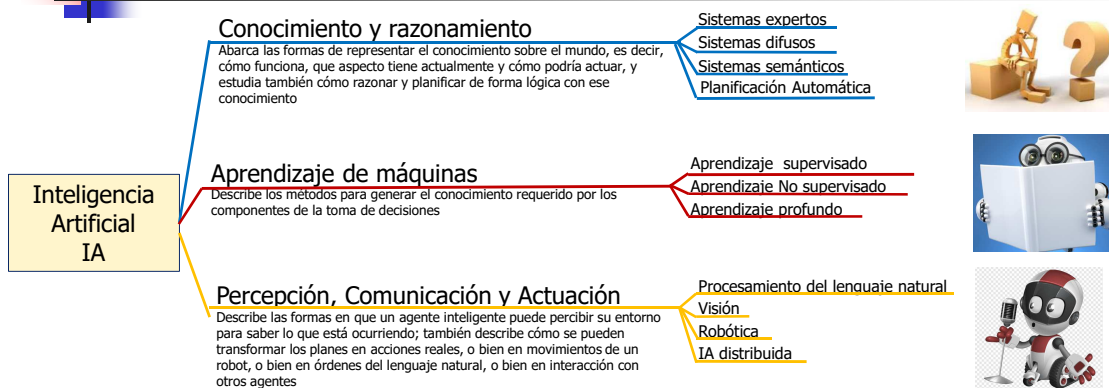 Conocimiento y razonamiento
Abarca las formas de representar el conocimiento sobre el mundo, es decir,
cómo funciona, que aspecto tiene actualmente y cómo podría actuar, y
estudia también cómo razonar y planificar de forma lógica con ese
conocimiento
Sistemas expertos
Sistemas difusos
Sistemas semánticos
Planificación Automática
Inteligencia
Artificial
IA
Aprendizaje de máquinas
Describe los métodos para generar el conocimiento requerido por los
componentes de la toma de decisiones
Aprendizaje supervisado
Aprendizaje No supervisado
Aprendizaje profundo
Percepción, Comunicación y Actuación
Describe las formas en que un agente inteligente puede percibir su entorno
para saber lo que está ocurriendo; también describe cómo se pueden
transformar los planes en acciones reales, o bien en movimientos de un
robot, o bien en órdenes del lenguaje natural, o bien en interacción con
otros agentes
Procesamiento del lenguaje natural
Visión
Robótica
IA distribuida